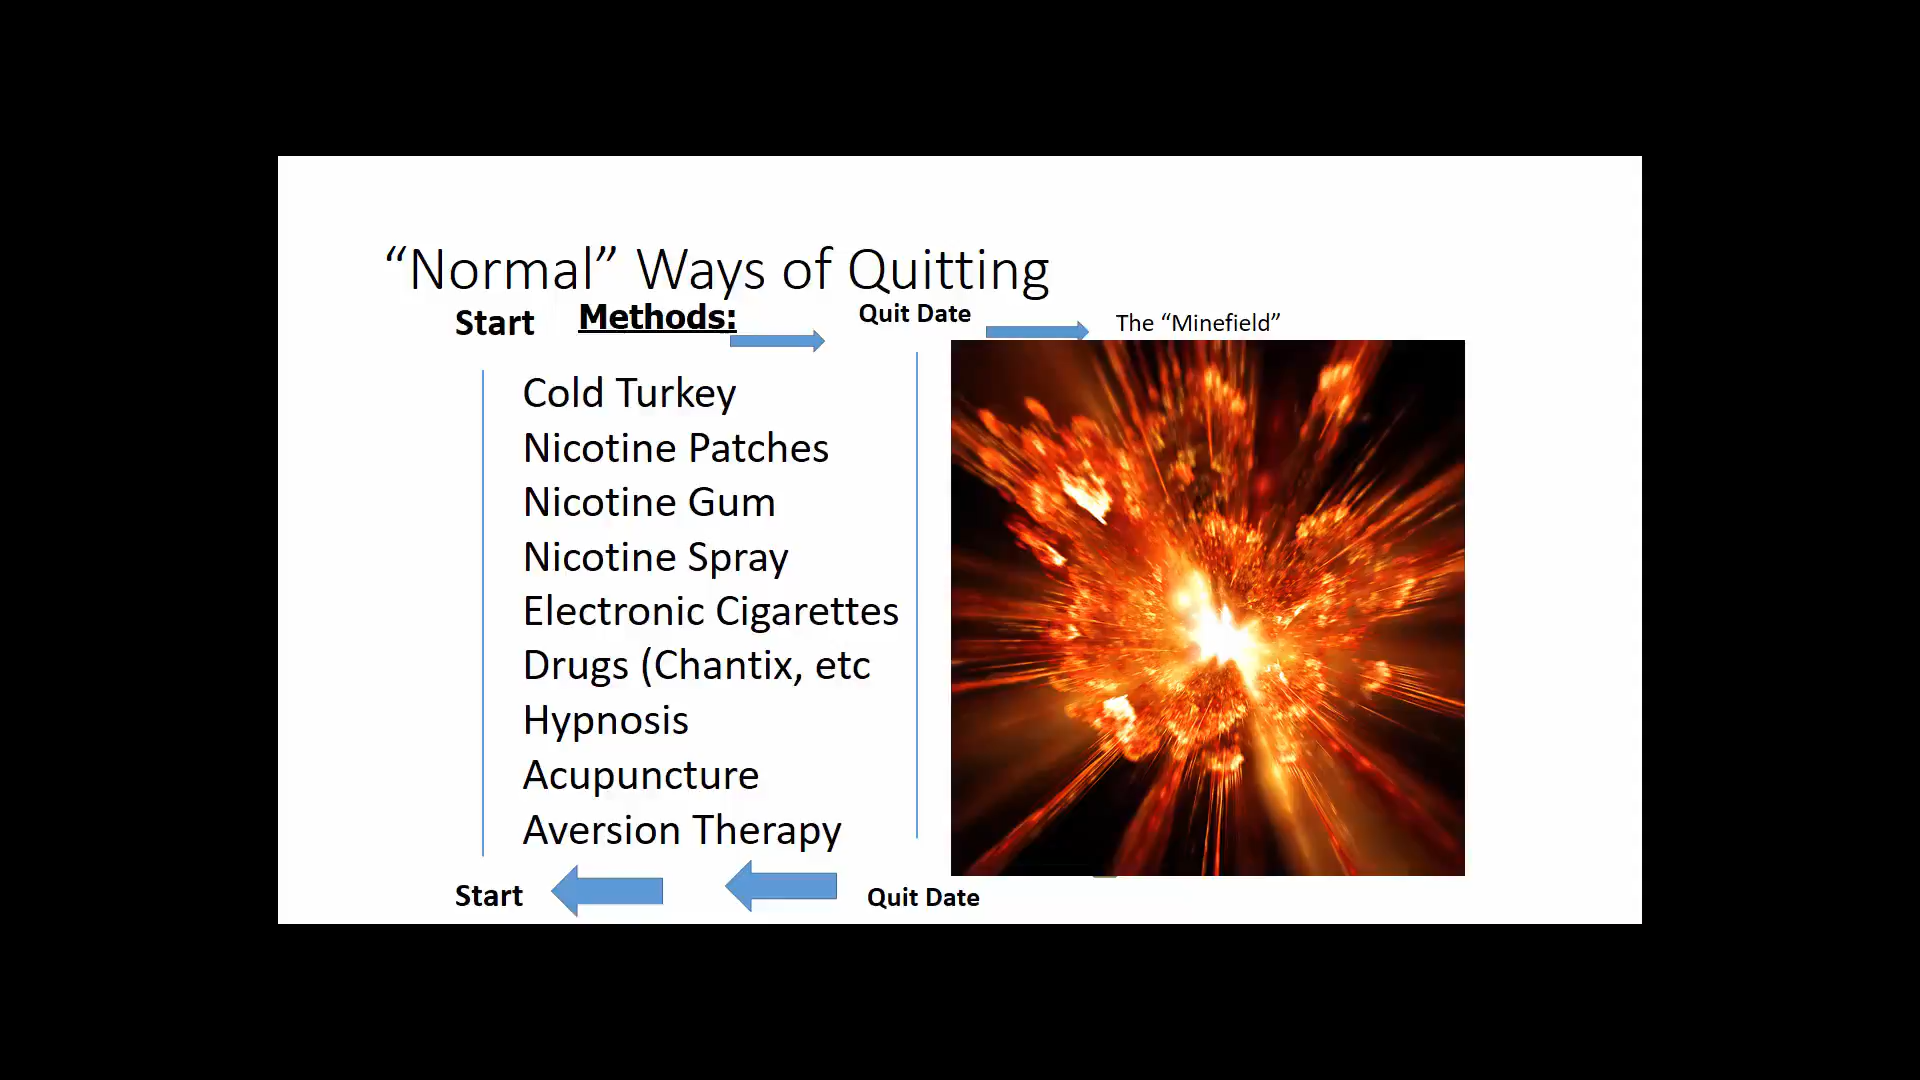 “Normal” Ways of Quitting
Start Methods: Quit Date The “Minefield”
Cold Turkey
Nicotine Patches
Nicotine Gum
Nicotine Spray
Electronic Cigarettes
Drugs (Chantix, etc
Hypnosis
Acupuncture
Aversion Therapy
Start Quit Date